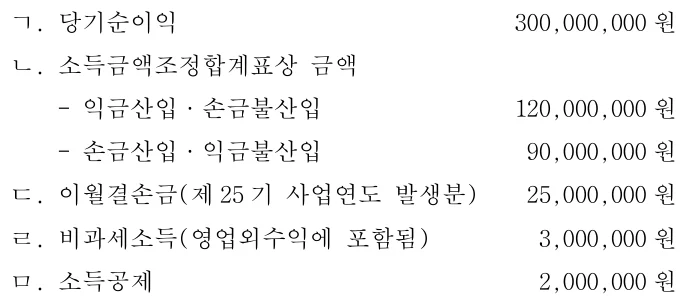 ㄱ. 당기순이익 300,000,000 원
ㄴ. 소득금액조정합계표상 금액
- 익금산입 · 손금불산입 120,000,000 원
- 손금산입 · 익금불산입 90,000,000 원
ㄷ. 이월결손금(제 25 기 사업연도 발생분) 25,000,000 원
ㄹ. 비과세소득(영업외수익에 포함됨) 3,000,000 원
ㅁ. 소득공제 2,000,000 원